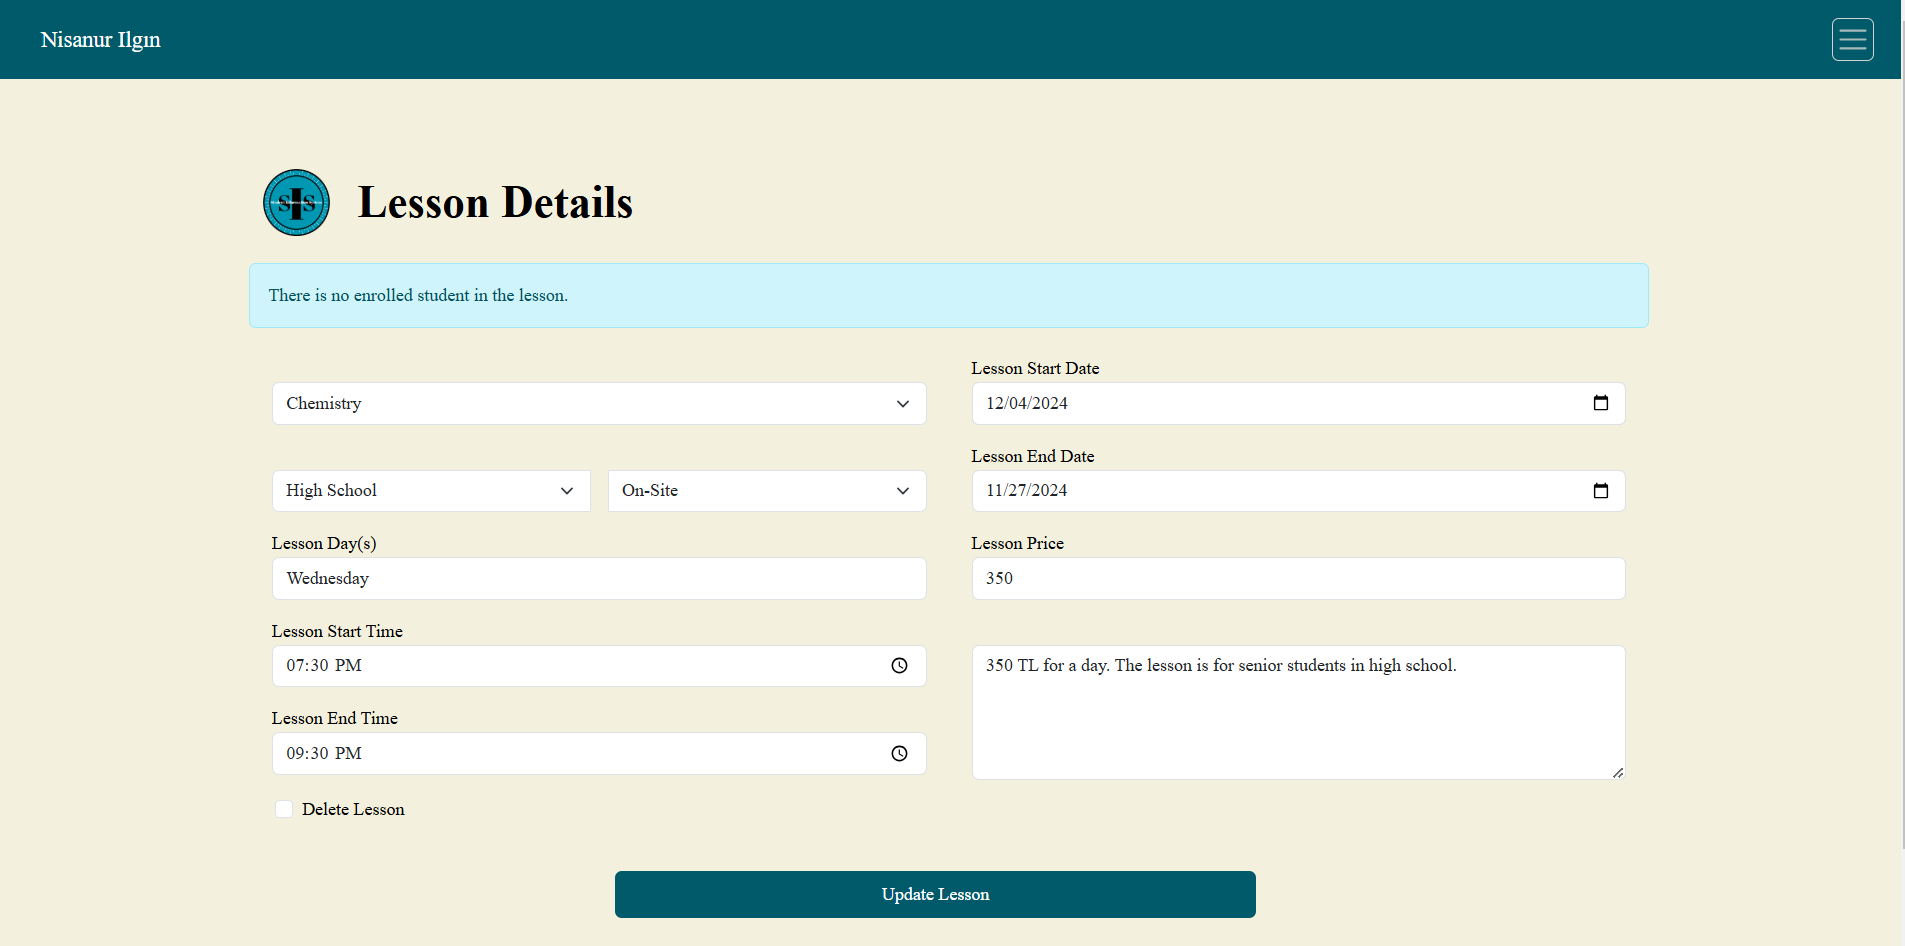 Nisanur Ilgın
SIS
Lesson Details
There is no enrolled student in the lesson.
Chemistry
High School
On-Site
Lesson Day(s)
Wednesday
Lesson Start Time
07:30 PM
Lesson End Time
09:30 PM
Delete Lesson
Lesson Start Date
12/04/2024
Lesson End Date
11/27/2024
Lesson Price
350
350 TL for a day. The lesson is for senior students in high school.
Update Lesson